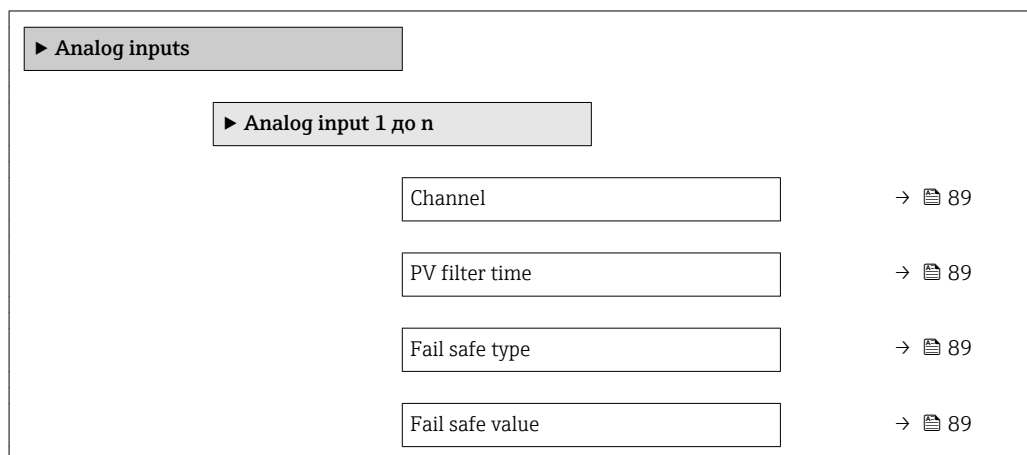 ▶ Analog inputs
▶ Analog input 1 до n
Channel → 89
PV filter time → 89
Fail safe type → 89
Fail safe value → 89